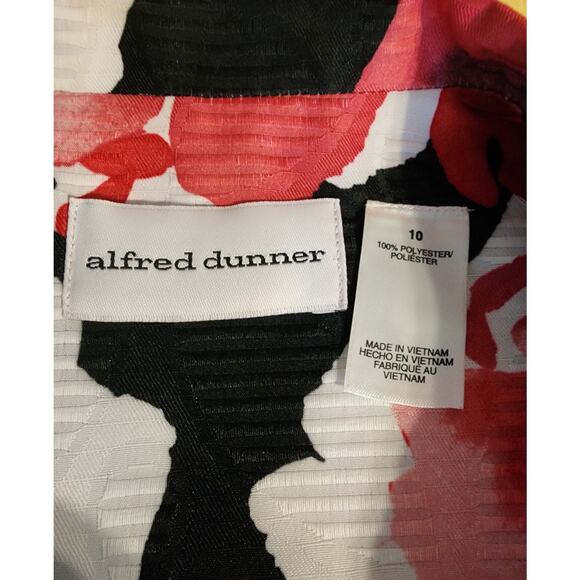 alfred dunner
10
100% POLYESTER/
POLIÉSTER
MADE IN VIETNAM
HECHO EN VIETNAM
FABRIQUÉ AU
VIETNAM